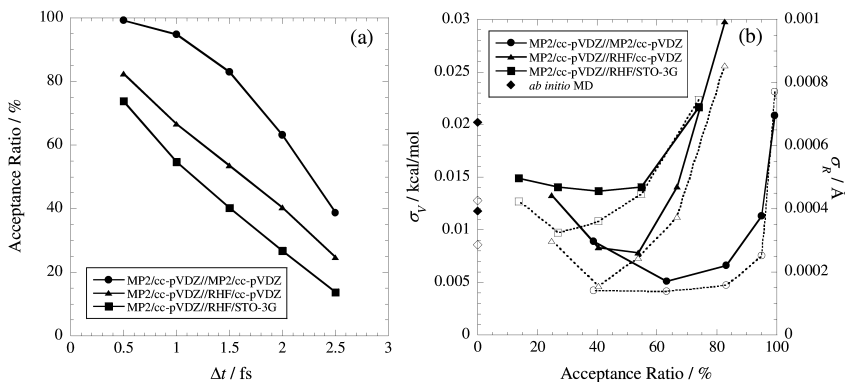 (a)
100
80
60
40
20
0
Acceptance Ratio / %
MP2/cc-pVDZ//MP2/cc-pVDZ
MP2/cc-pVDZ//RHF/cc-pVDZ
MP2/cc-pVDZ//RHF/STO-3G
0 0.5 1 1.5 2 2.5 3
Δt / fs
(b)
MP2/cc-pVDZ//MP2/cc-pVDZ
MP2/cc-pVDZ//RHF/cc-pVDZ
MP2/cc-pVDZ//RHF/STO-3G
ab initio MD
0.03
0.025
0.02
0.015
0.01
0.005
0
σV / kcal/mol
0.001
0.0008
0.0006
0.0004
0.0002
0
σR / Å
0 20 40 60 80 100
Acceptance Ratio / %